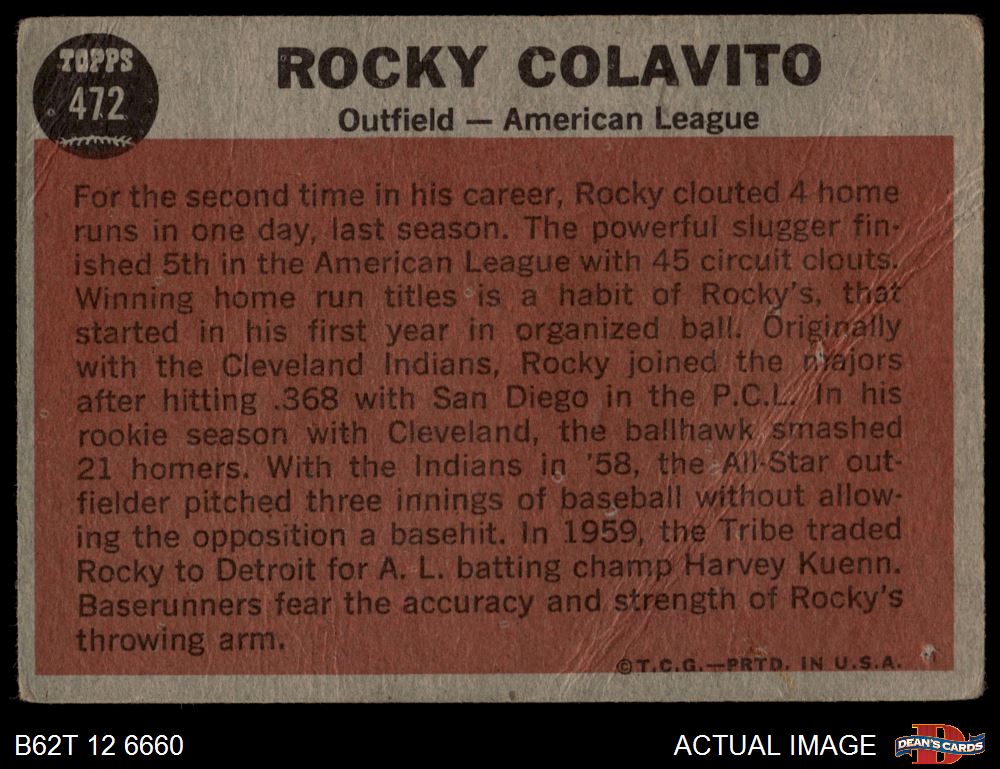 TOPPS
472
ROCKY COLAVITO
Outfield — American League
For the second time in his career, Rocky clouted 4 home
runs in one day, last season. The powerful slugger fin-
ished 5th in the American League with 45 circuit clouts.
Winning home run titles is a habit of Rocky's, that
started in his first year in organized ball. Originally
with the Cleveland Indians, Rocky joined the majors
after hitting .368 with San Diego in the P.C.L. In his
rookie season with Cleveland, the ballhawk smashed
21 homers. With the Indians in '58, the All-Star out-
fielder pitched three innings of baseball without allow-
ing the opposition a basehit. In 1959, the Tribe traded
Rocky to Detroit for A. L. batting champ Harvey Kuenn.
Baserunners fear the accuracy and strength of Rocky's
throwing arm.
©T.C.G.—PRTD. IN U.S.A.
B62T 12 6660
ACTUAL IMAGE
D
DEAN'S CARDS